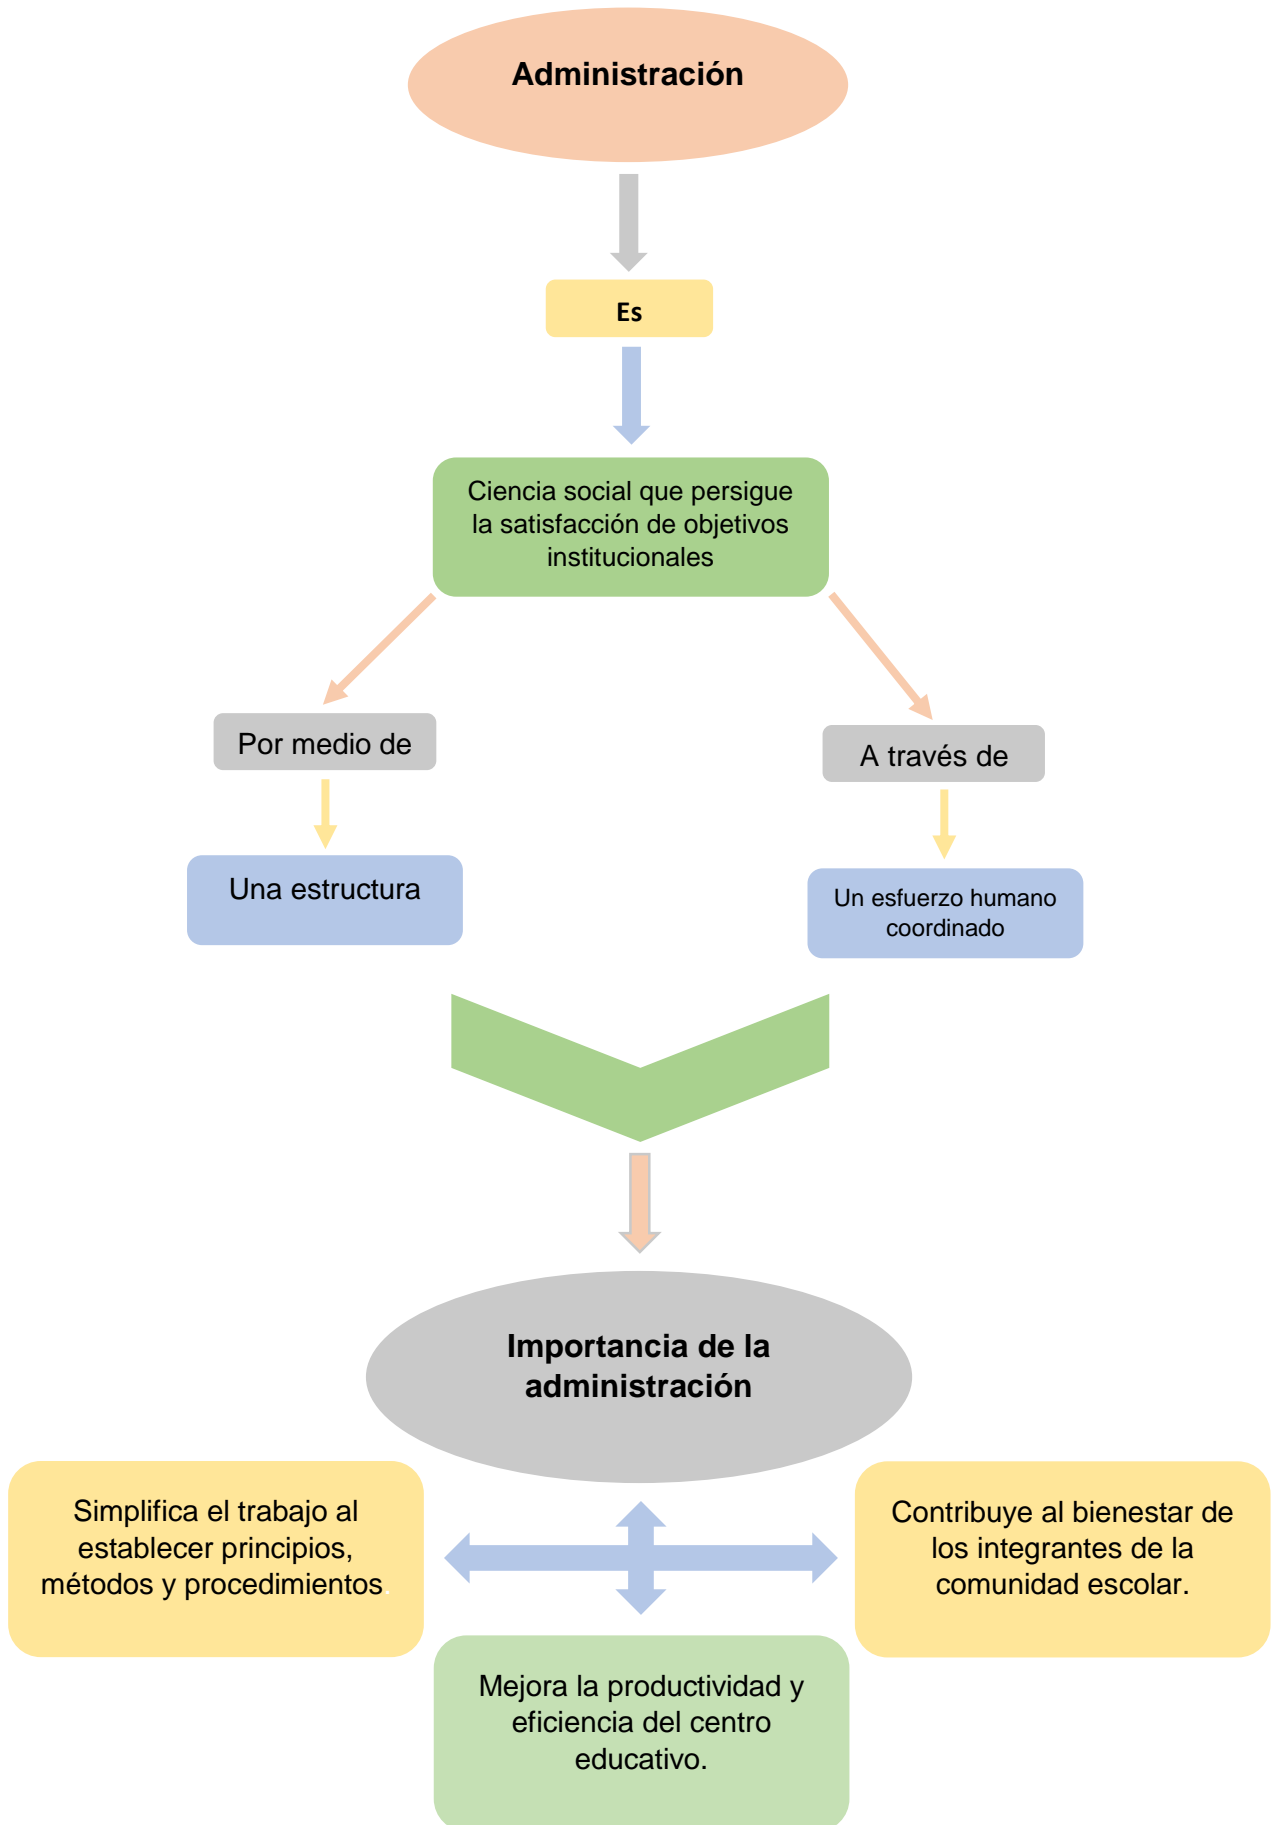 Administración
Es
Ciencia social que persigue
la satisfacción de objetivos
institucionales
Por medio de
A través de
Una estructura
Un esfuerzo humano
coordinado
Importancia de la
administración
Simplifica el trabajo al
establecer principios,
métodos y procedimientos.
Contribuye al bienestar de
los integrantes de la
comunidad escolar.
Mejora la productividad y
eficiencia del centro
educativo.